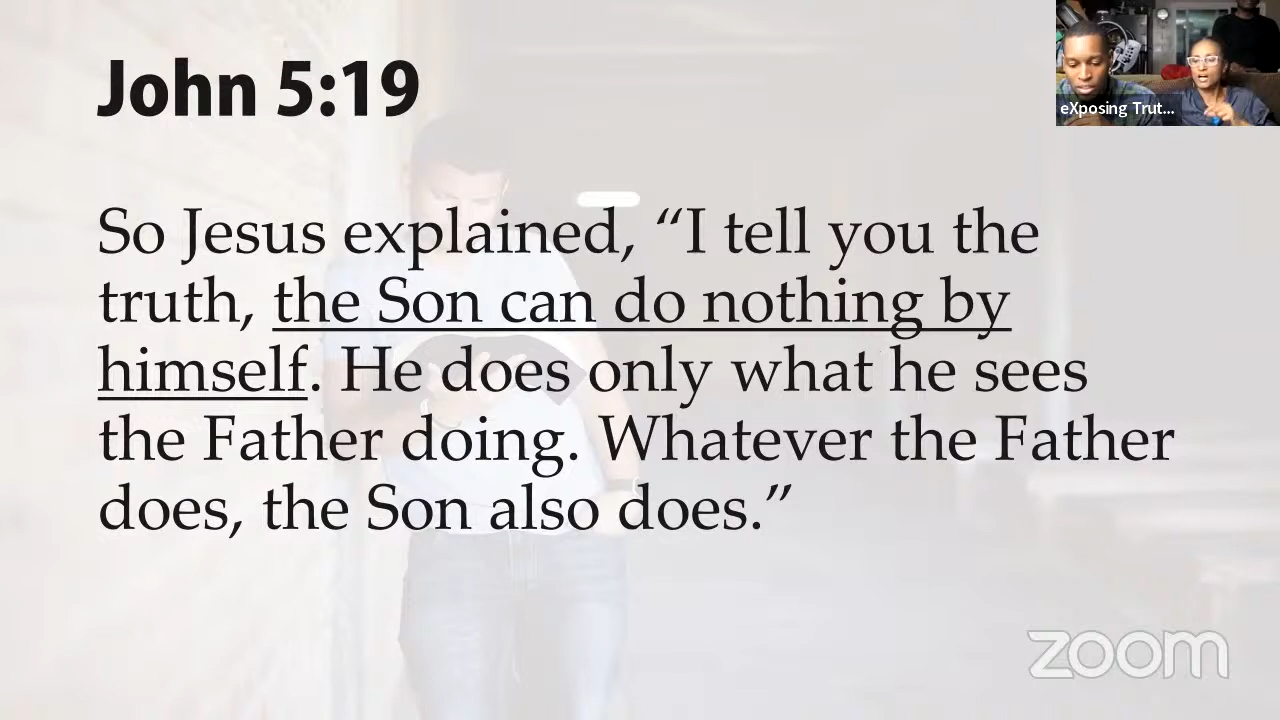 John 5:19
eXposing Trut...
So Jesus explained, “I tell you the
truth, the Son can do nothing by
himself. He does only what he sees
the Father doing. Whatever the Father
does, the Son also does.”
zoom